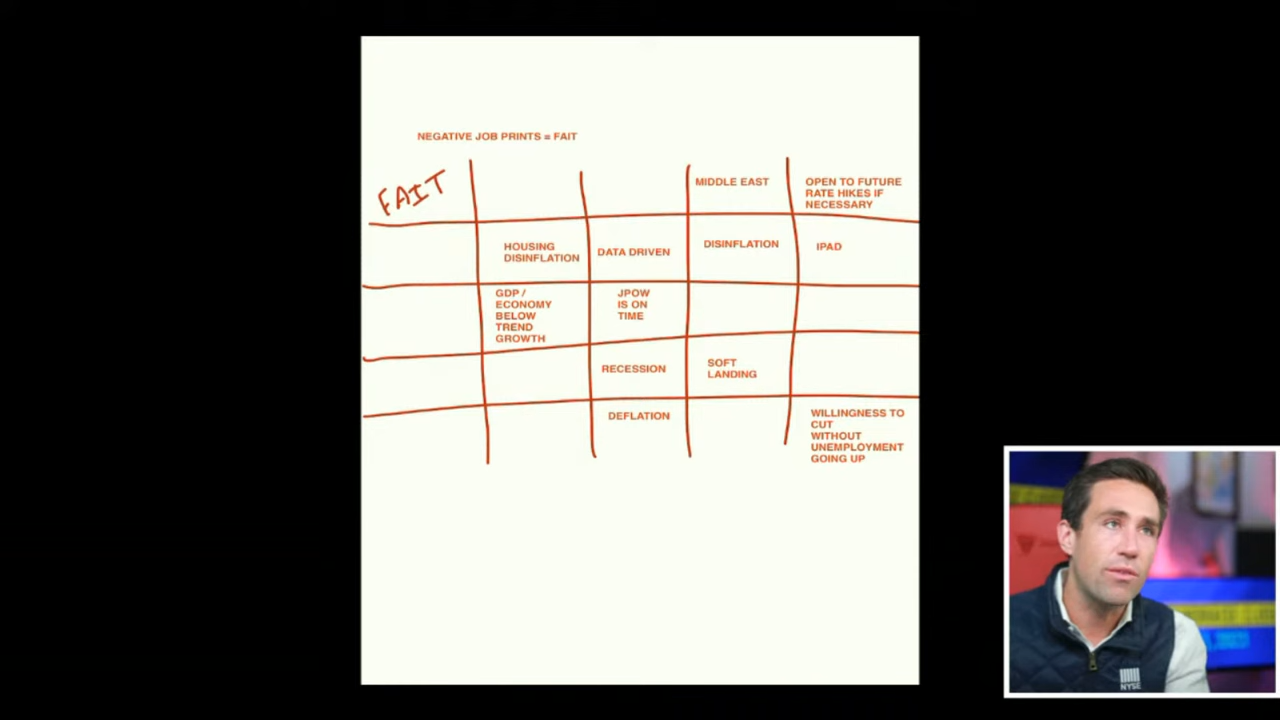 NEGATIVE JOB PRINTS = FAIT
FAIT
MIDDLE EAST
OPEN TO FUTURE
RATE HIKES IF
NECESSARY
HOUSING
DISINFLATION
DATA DRIVEN
DISINFLATION
IPAD
GDP /
ECONOMY
BELOW
TREND
GROWTH
JPOW
IS ON
TIME
RECESSION
SOFT
LANDING
DEFLATION
WILLINGNESS TO
CUT
WITHOUT
UNEMPLOYMENT
GOING UP
NYSE